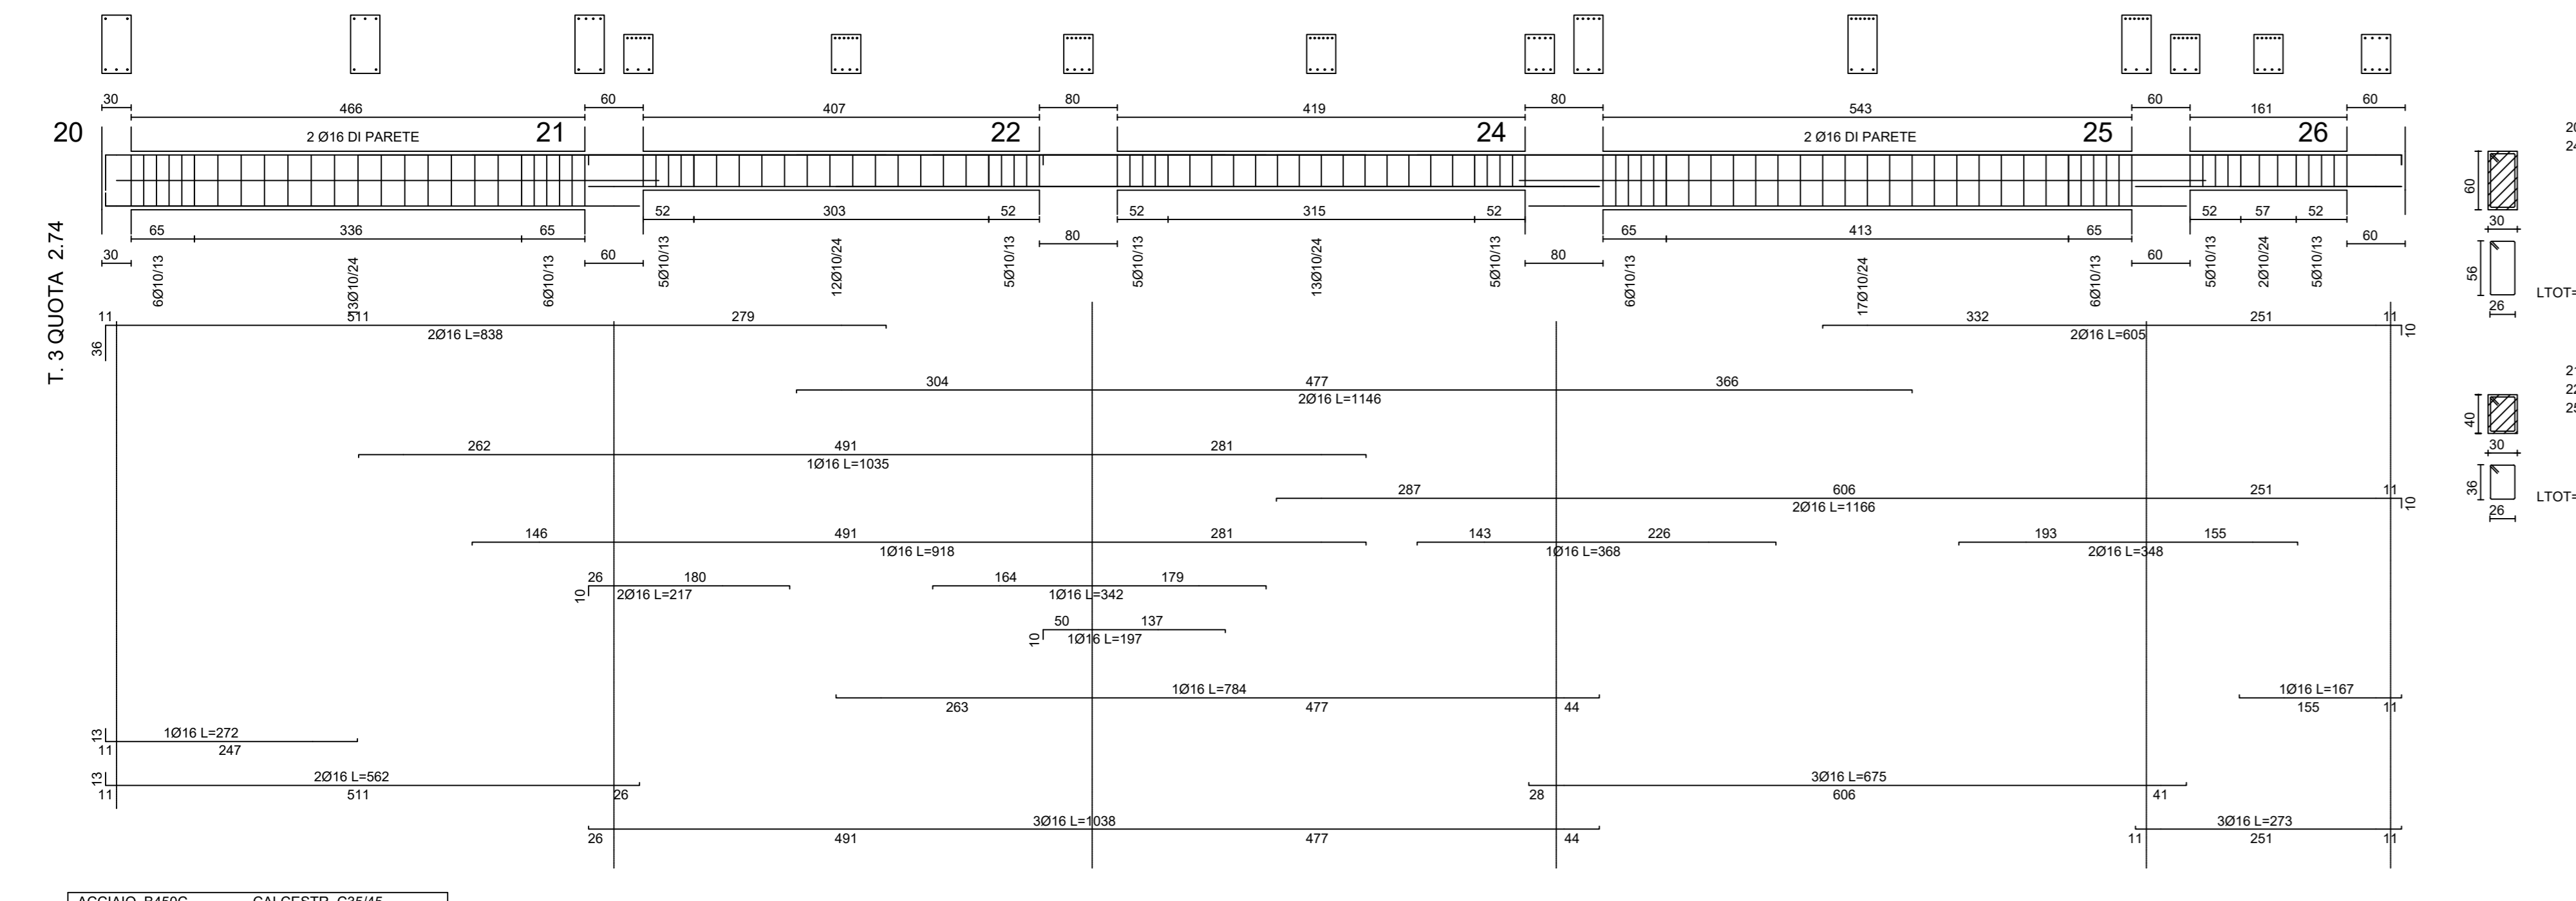 30 466 60 407 80 419 80 543 60 161 60
20 2 Ø16 DI PARETE 21 22 24 2 Ø16 DI PARETE 25 26
T. 3 QUOTA 2.74
52 303 52 52 315 52 52 57 52
65 336 65 65 413 65
30 60 80 80 60 60
6Ø10/13 13Ø10/24 6Ø10/13 5Ø10/13 12Ø10/24 5Ø10/13 5Ø10/13 13Ø10/24 5Ø10/13 6Ø10/13 17Ø10/24 6Ø10/13 5Ø10/13 2Ø10/24 5Ø10/13
11 511 279 332 251 11
36 2Ø16 L=838 2Ø16 L=605 10
304 477 366
2Ø16 L=1146
262 491 281
1Ø16 L=1035
287 606 251 11
2Ø16 L=1166 10
146 491 281 143 226 193 155
1Ø16 L=918 1Ø16 L=368 2Ø16 L=348
26 180 164 179
10 2Ø16 L=217 1Ø16 L=342
50 137
10 1Ø16 L=197
1Ø16 L=784 1Ø16 L=167
263 477 44 155 11
13 1Ø16 L=272
11 247
13 2Ø16 L=562 3Ø16 L=675
11 511 26 28 606 41
3Ø16 L=1038 3Ø16 L=273
26 491 477 44 11 251 11
60
30
56
26
LTOT=
40
30
36
26
LTOT=
ACCIAIO B450C CALCESTR. C35/45